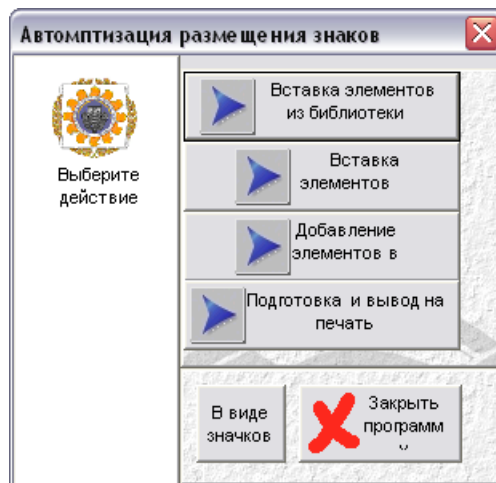 Автомптизация размещения знаков
Выберите
действие
Вставка элементов
из библиотеки
Вставка
элементов
Добавление
элементов в
Подготовка и вывод на
печать
В виде
значков
Закрыть
программ